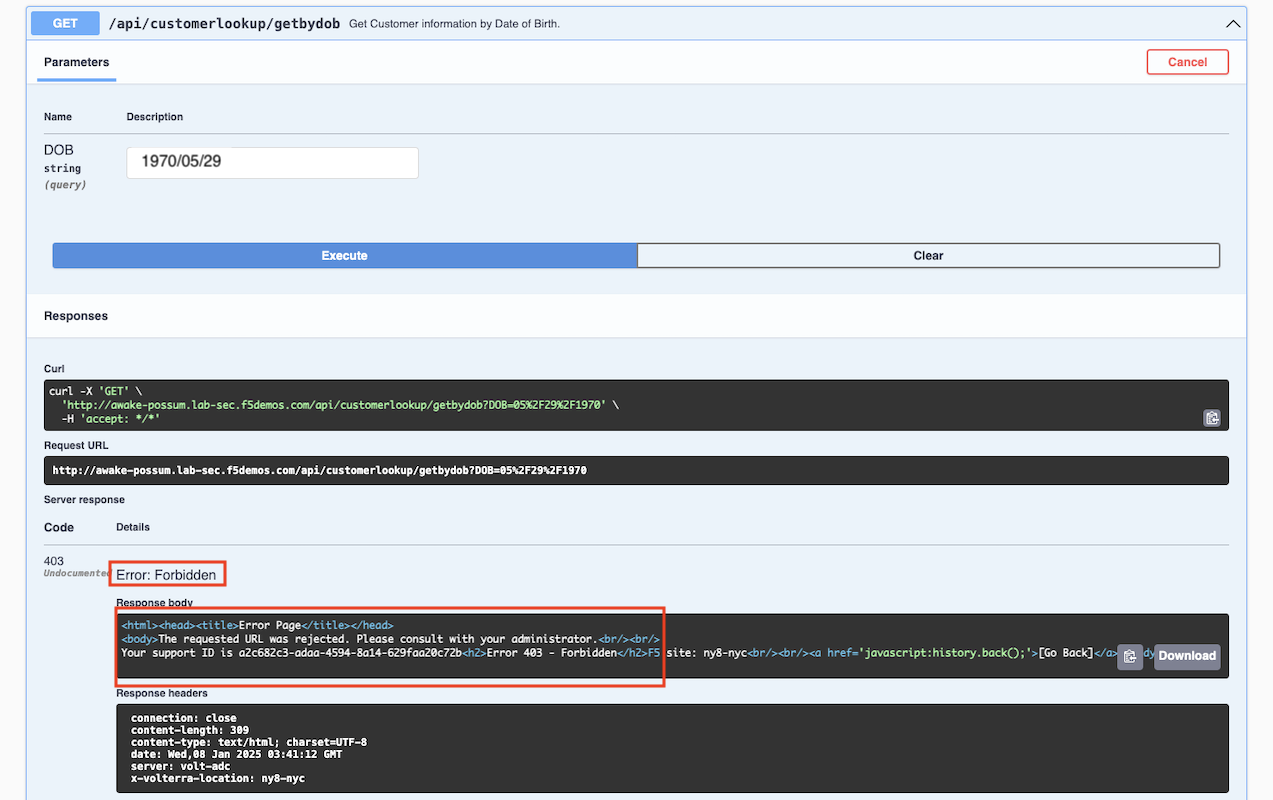 GET /api/customerlookup/getbydob Get Customer information by Date of Birth.
Parameters
Cancel
Name Description
DOB
string
(query)
1970/05/29
Execute Clear
Responses
Curl
curl -X 'GET' \
'http://awake-possum.lab-sec.f5demos.com/api/customerlookup/getbydob?DOB=05%2F29%2F1970' \
-H 'accept: */*'
Request URL
http://awake-possum.lab-sec.f5demos.com/api/customerlookup/getbydob?DOB=05%2F29%2F1970
Server response
Code Details
403
Undocumented
Error: Forbidden
Response body
<html><head><title>Error Page</title></head>
<body>The requested URL was rejected. Please consult with your administrator.<br/><br/>
Your support ID is a2c682c3-adaa-4594-8a14-629faa20c72b<h2>Error 403 - Forbidden</h2>F5 site: ny8-nyc<br/><br/><a href='javascript:history.back();'>[Go Back]</a>
Download
Response headers
connection: close
content-length: 309
content-type: text/html; charset=UTF-8
date: Wed,08 Jan 2025 03:41:12 GMT
server: volt-adc
x-volterra-location: ny8-nyc